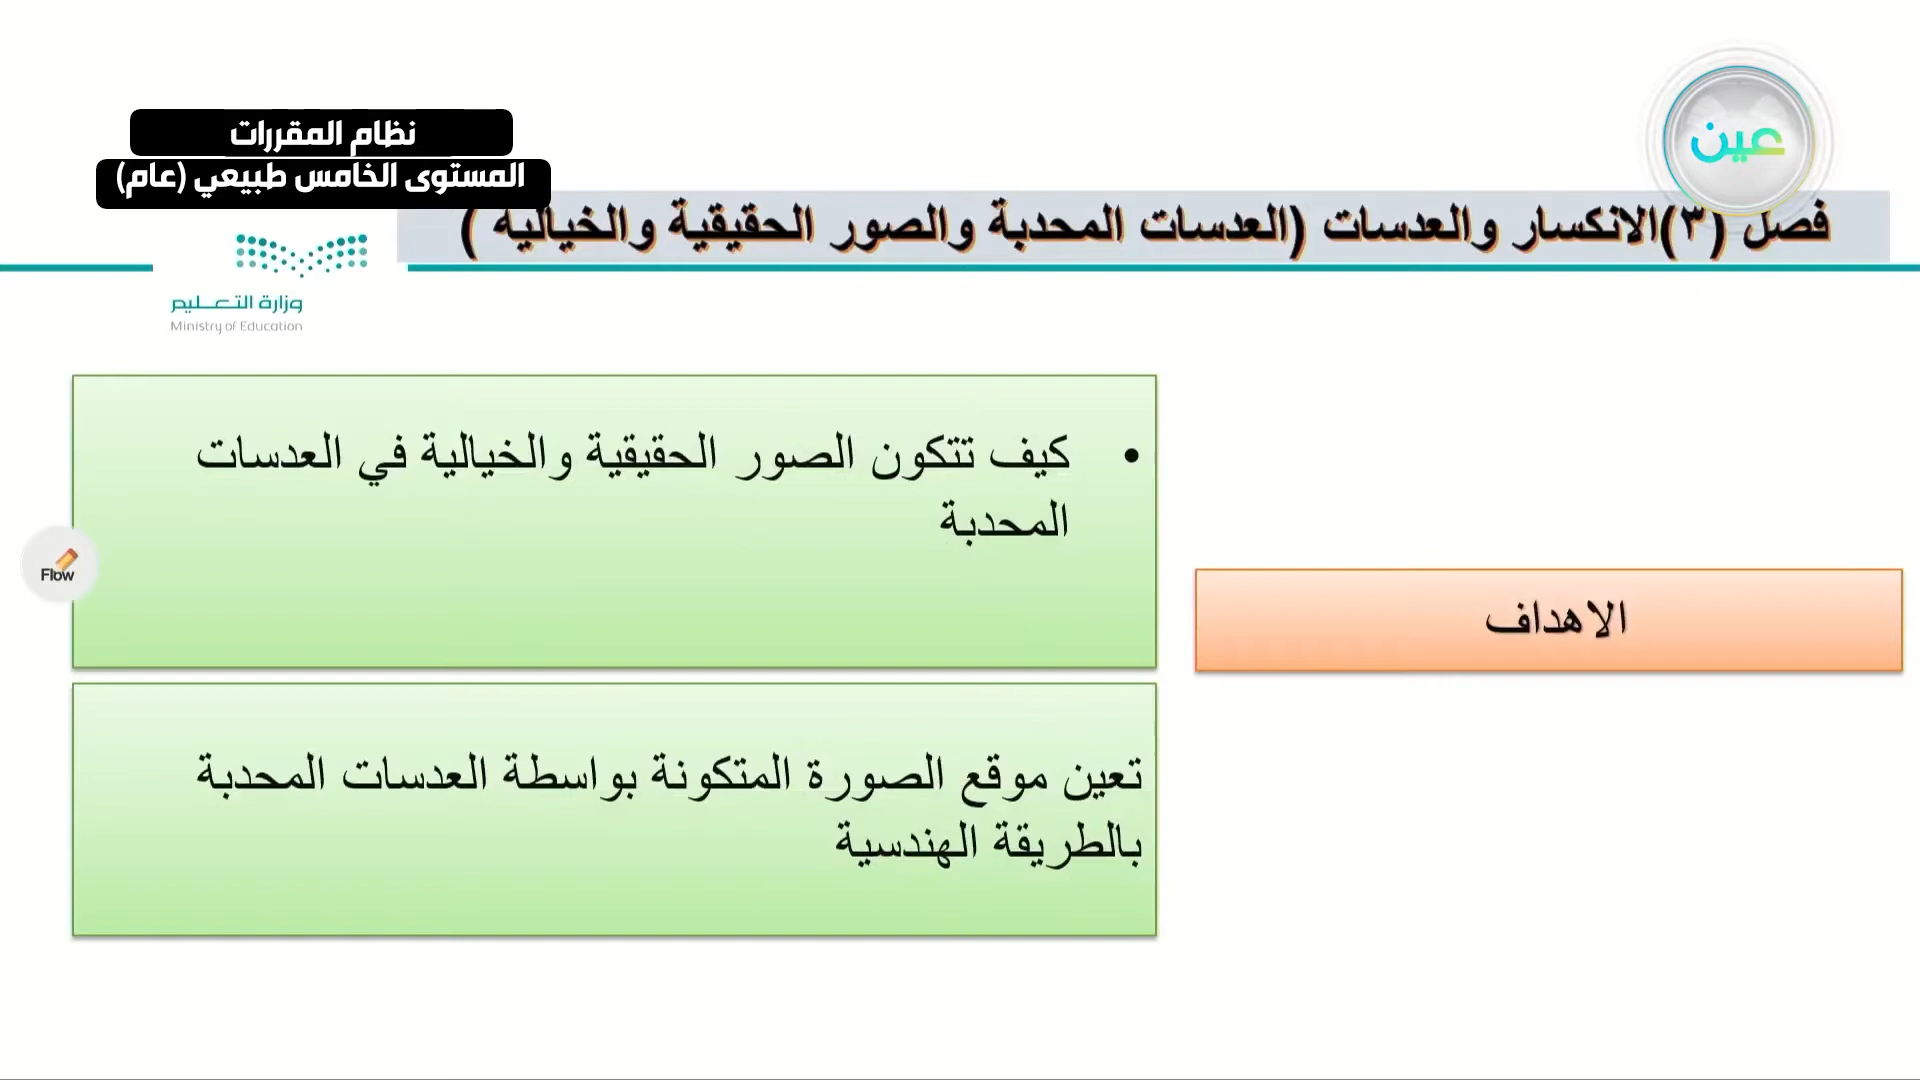 عين
نظام المقررات
المستوى الخامس طبيعي (عام)
فصل (٣)الانكسار والعدسات (العدسات المحدبة والصور الحقيقية والخيالية )
وزارة التعليم
Ministry of Education
• كيف تتكون الصور الحقيقية والخيالية في العدسات
المحدبة
الاهداف
Flow
تعين موقع الصورة المتكونة بواسطة العدسات المحدبة
بالطريقة الهندسية